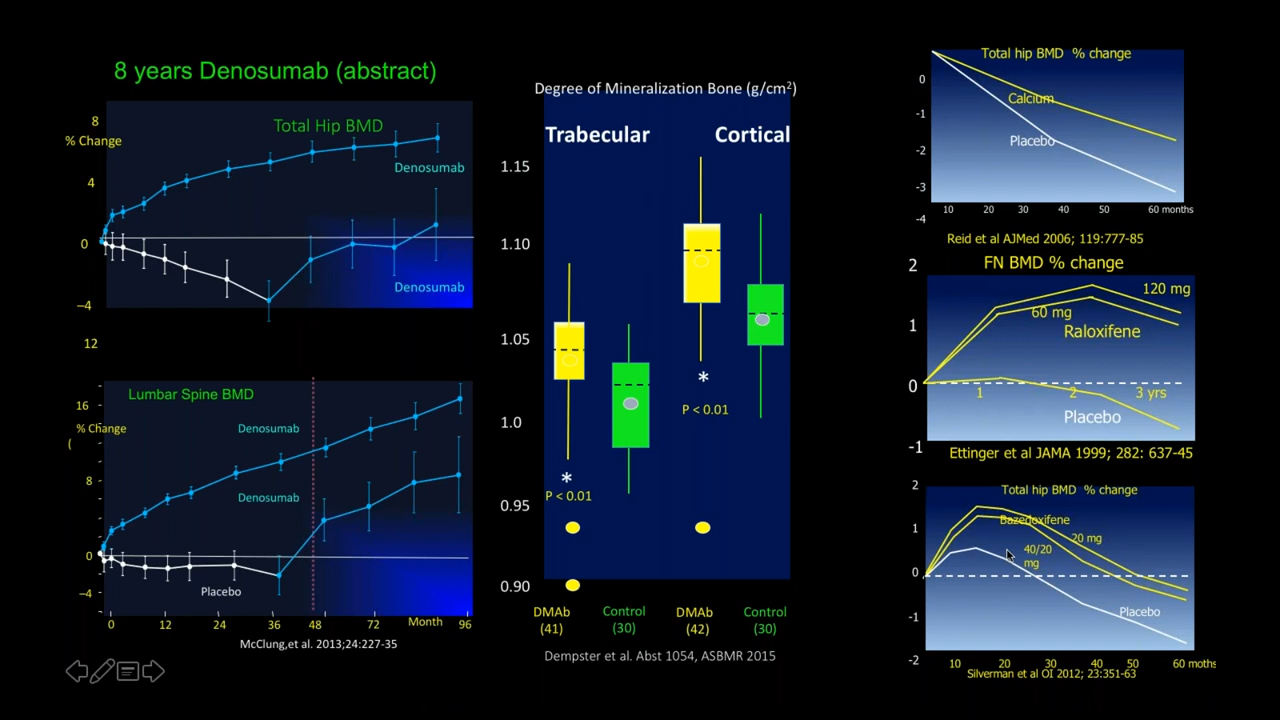 8 years Denosumab (abstract)
8
% Change
4
0
–4
Total Hip BMD
Denosumab
Denosumab
12
Lumbar Spine BMD
16
% Change
(
8
0
–4
Denosumab
Denosumab
Placebo
0 12 24 36 48 72 Month 96
McClung,et al. 2013;24:227-35
Degree of Mineralization Bone (g/cm2)
Trabecular Cortical
1.15
1.10
1.05
1.0
0.95
0.90
*
P < 0.01
*
P < 0.01
DMAb Control DMAb Control
(41) (30) (42) (30)
Dempster et al. Abst 1054, ASBMR 2015
Total hip BMD % change
0
-1
-2
-3
-4
Calcium
Placebo
10 20 30 40 50 60 months
Reid et al AJMed 2006; 119:777-85
FN BMD % change
2
1
0
-1
120 mg
60 mg
Raloxifene
1 2 3 yrs
Placebo
Ettinger et al JAMA 1999; 282: 637-45
Total hip BMD % change
2
1
0
-1
-2
Bazedoxifene
20 mg
40/20
mg
Placebo
10 20 30 40 50 60 moths
Silverman et al OI 2012; 23:351-63